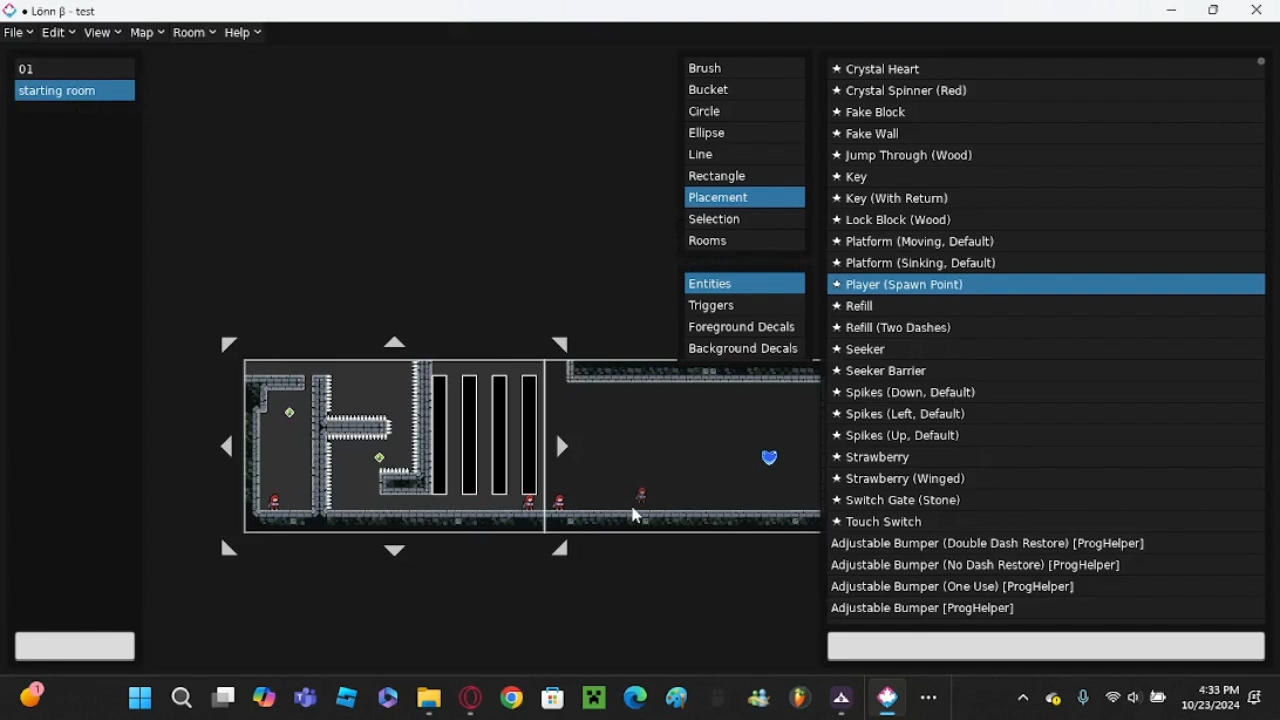 Lönn β - test
File Edit View Map Room Help
01
starting room
Brush
Bucket
Circle
Ellipse
Line
Rectangle
Placement
Selection
Rooms
Entities
Triggers
Foreground Decals
Background Decals
★ Crystal Heart
★ Crystal Spinner (Red)
★ Fake Block
★ Fake Wall
★ Jump Through (Wood)
★ Key
★ Key (With Return)
★ Lock Block (Wood)
★ Platform (Moving, Default)
★ Platform (Sinking, Default)
★ Player (Spawn Point)
★ Refill
★ Refill (Two Dashes)
★ Seeker
★ Seeker Barrier
★ Spikes (Down, Default)
★ Spikes (Left, Default)
★ Spikes (Up, Default)
★ Strawberry
★ Strawberry (Winged)
★ Switch Gate (Stone)
★ Touch Switch
Adjustable Bumper (Double Dash Restore) [ProgHelper]
Adjustable Bumper (No Dash Restore) [ProgHelper]
Adjustable Bumper (One Use) [ProgHelper]
Adjustable Bumper [ProgHelper]
1
4:33 PM
10/23/2024